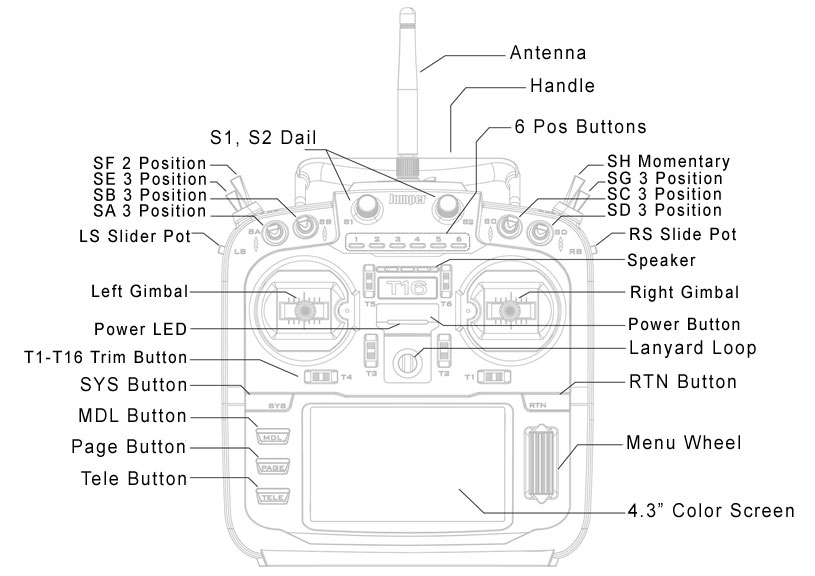 Antenna
Handle
6 Pos Buttons
S1, S2 Dail
SF 2 Position
SE 3 Position
SB 3 Position
SA 3 Position
LS Slider Pot
SH Momentary
SG 3 Position
SC 3 Position
SD 3 Position
RS Slide Pot
Jumper
S1
S2
SA
SB
SC
SD
LS
RS
1 2 3 4 5 6
Speaker
Left Gimbal
T16
T5
T6
Right Gimbal
Power LED
Power Button
T1-T16 Trim Button
Lanyard Loop
T4
T3
T2
T1
SYS Button
RTN Button
SYS
RTN
MDL Button
MDL
Page Button
PAGE
Menu Wheel
Tele Button
TELE
4.3” Color Screen